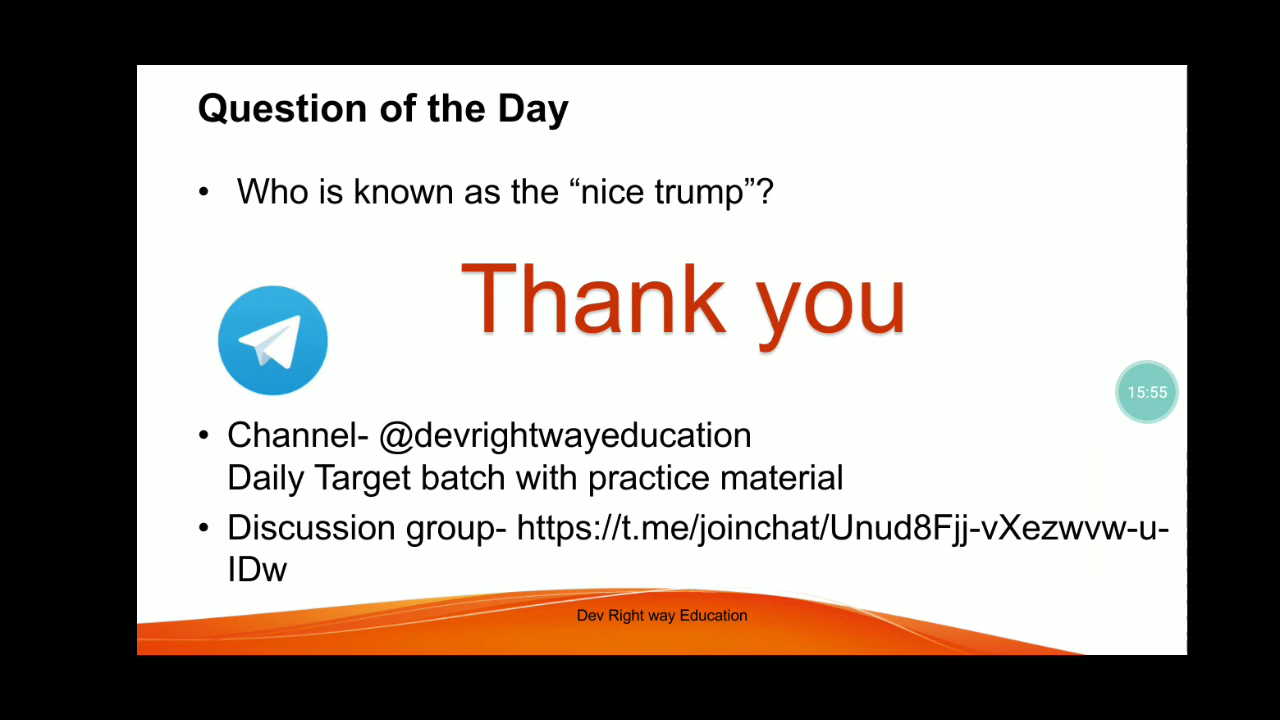 Question of the Day
• Who is known as the “nice trump”?
Thank you
15:55
• Channel- @devrightwayeducation
Daily Target batch with practice material
• Discussion group- https://t.me/joinchat/Unud8Fjj-vXezwvw-u-
IDw
Dev Right way Education